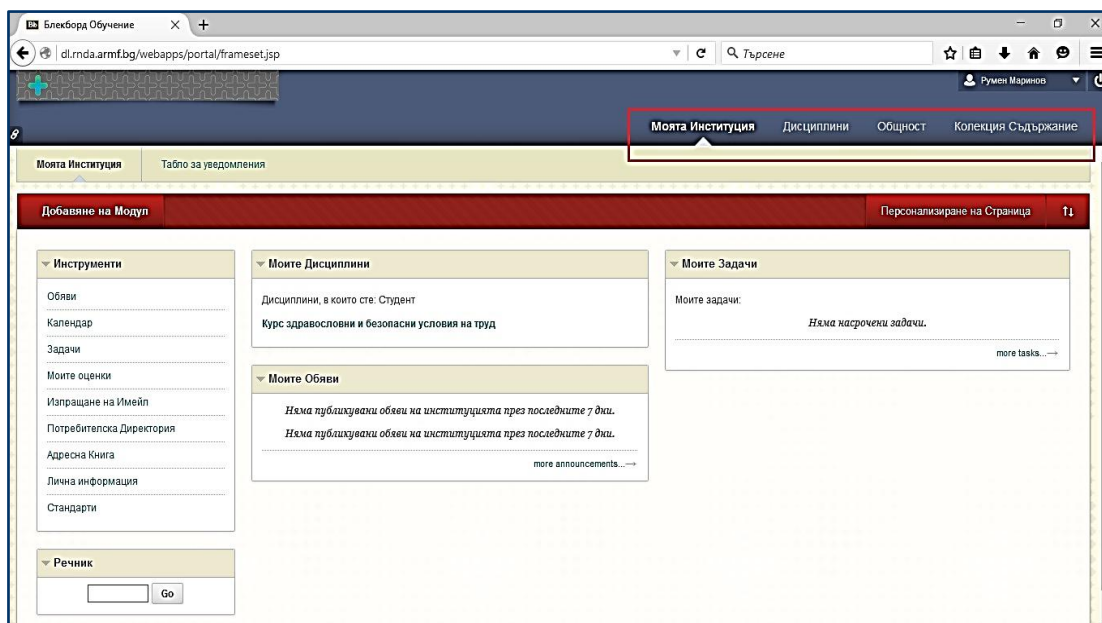 Bb Блекборд Обучение
dl.rnda.armf.bg/webapps/portal/frameset.jsp
Търсене
Румен Маринов
Моята Институция Дисциплини Общност Колекция Съдържание
Моята Институция Табло за уведомления
Добавяне на Модул Персонализиране на Страница
Инструменти
Обяви
Календар
Задачи
Моите оценки
Изпращане на Имейл
Потребителска Директория
Адресна Книга
Лична информация
Стандарти
Речник
Go
Моите Дисциплини
Дисциплини, в които сте: Студент
Курс здравословни и безопасни условия на труд
Моите Обяви
Няма публикувани обяви на институцията през последните 7 дни.
Няма публикувани обяви на институцията през последните 7 дни.
more announcements...→
Моите Задачи
Моите задачи:
Няма насрочени задачи.
more tasks...→